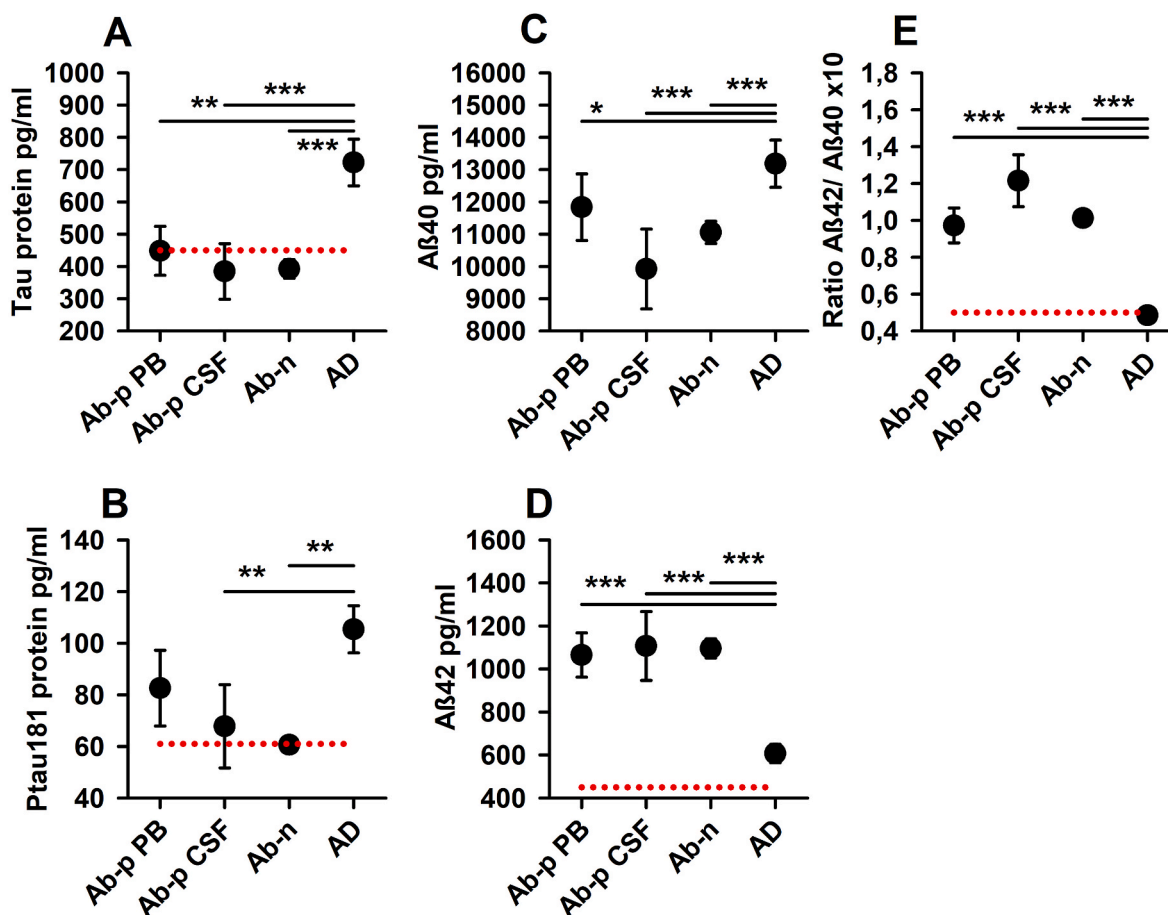 A
Tau protein pg/ml
1000
900
800
700
600
500
400
300
200
**
***
***
Ab-p PB
Ab-p CSF
Ab-n
AD
C
Aß40 pg/ml
16000
15000
14000
13000
12000
11000
10000
9000
8000
*
***
***
Ab-p PB
Ab-p CSF
Ab-n
AD
E
Ratio Aß42/ Aß40 x10
1,8
1,6
1,4
1,2
1,0
0,8
0,6
0,4
***
***
***
Ab-p PB
Ab-p CSF
Ab-n
AD
B
Ptau181 protein pg/ml
140
120
100
80
60
40
**
**
Ab-p PB
Ab-p CSF
Ab-n
AD
D
Aß42 pg/ml
1600
1400
1200
1000
800
600
400
***
***
***
Ab-p PB
Ab-p CSF
Ab-n
AD